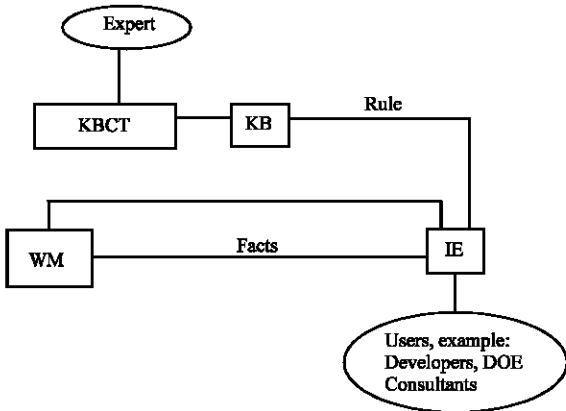 Expert
KBCT
KB
Rule
WM
Facts
IE
Users, example:
Developers, DOE
Consultants